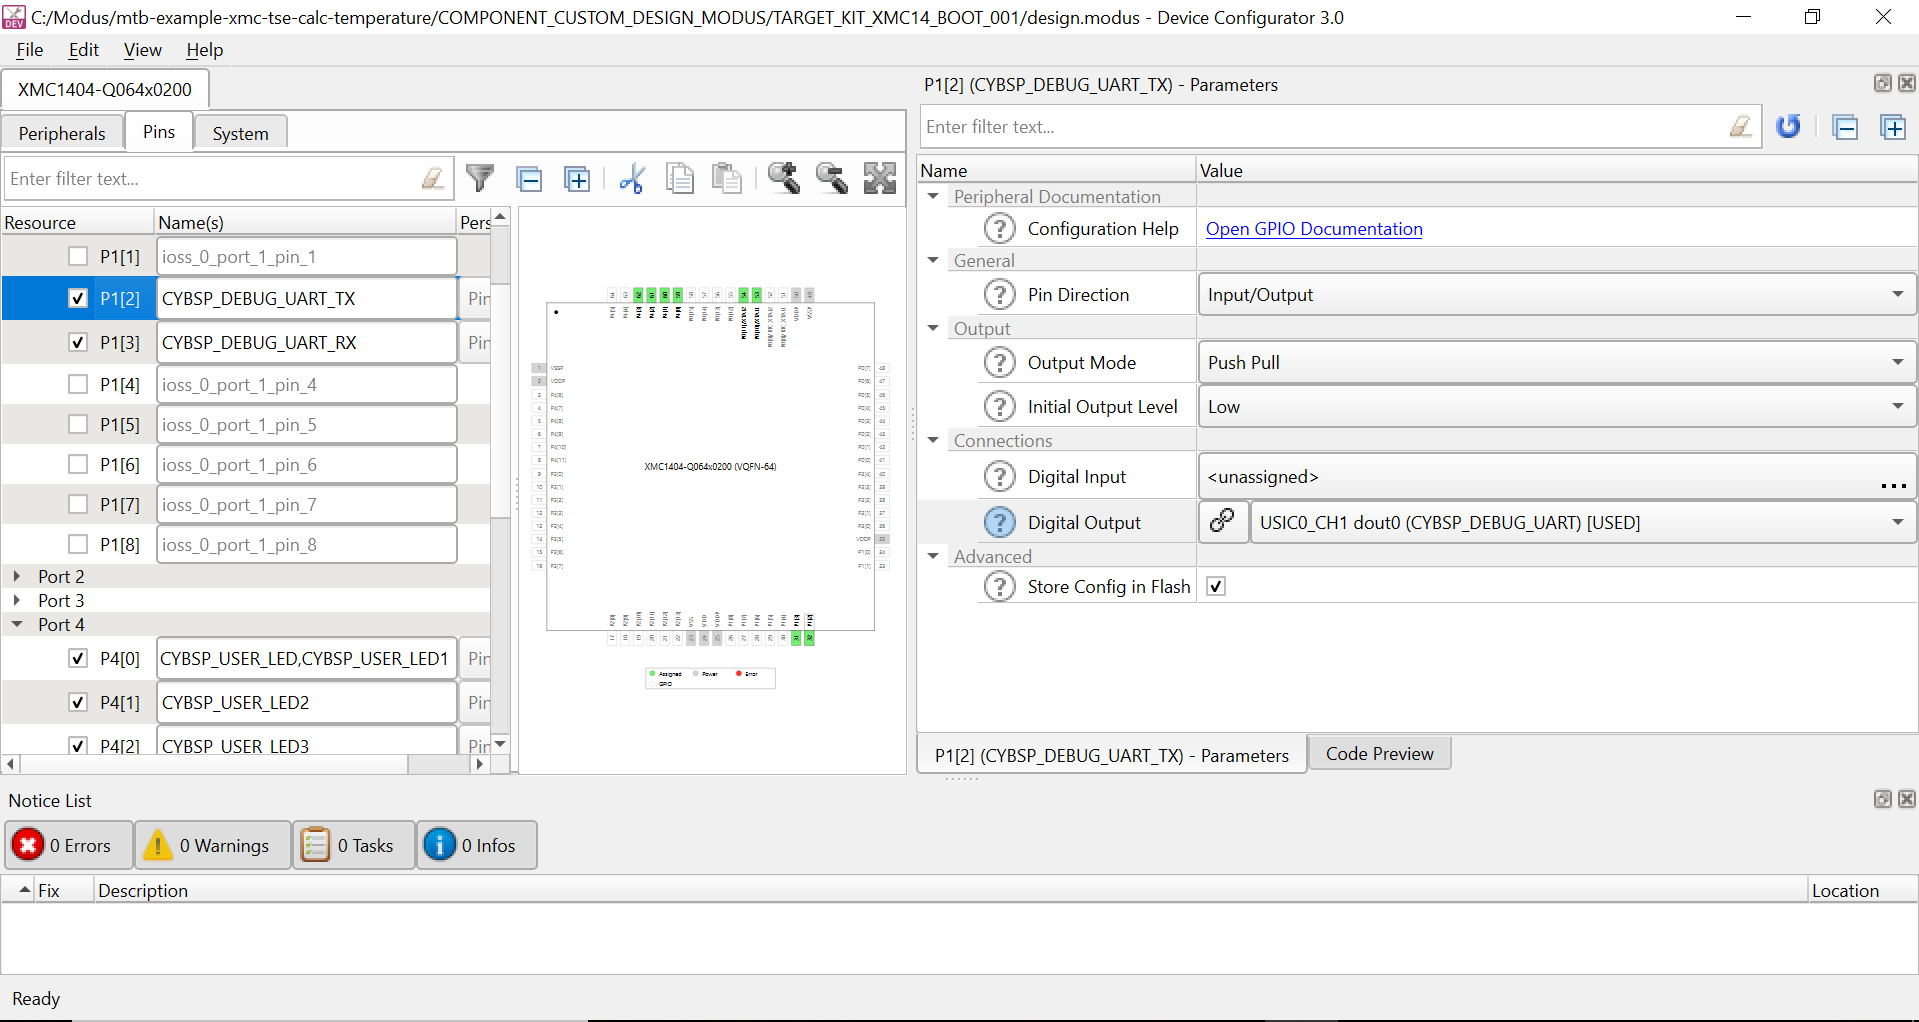 C:/Modus/mtb-example-xmc-tse-calc-temperature/COMPONENT_CUSTOM_DESIGN_MODUS/TARGET_KIT_XMC14_BOOT_001/design.modus - Device Configurator 3.0
File Edit View Help
XMC1404-Q064x0200
Peripherals Pins System
Enter filter text...
Resource Name(s) Pers
P1[1] ioss_0_port_1_pin_1
P1[2] CYBSP_DEBUG_UART_TX Pin
P1[3] CYBSP_DEBUG_UART_RX Pin
P1[4] ioss_0_port_1_pin_4
P1[5] ioss_0_port_1_pin_5
P1[6] ioss_0_port_1_pin_6
P1[7] ioss_0_port_1_pin_7
P1[8] ioss_0_port_1_pin_8
Port 2
Port 3
Port 4
P4[0] CYBSP_USER_LED,CYBSP_USER_LED1 Pin
P4[1] CYBSP_USER_LED2 Pin
P4[2] CYBSP_USER_LED3 Pin
XMC1404-Q064x0200 (VQFN-64)
Assigned Power Error
GPIO
P1[2] (CYBSP_DEBUG_UART_TX) - Parameters
Enter filter text...
Name Value
Peripheral Documentation
Configuration Help Open GPIO Documentation
General
Pin Direction Input/Output
Output
Output Mode Push Pull
Initial Output Level Low
Connections
Digital Input <unassigned> ...
Digital Output USIC0_CH1 dout0 (CYBSP_DEBUG_UART) [USED]
Advanced
Store Config in Flash
P1[2] (CYBSP_DEBUG_UART_TX) - Parameters Code Preview
Notice List
0 Errors 0 Warnings 0 Tasks 0 Infos
Fix Description Location
Ready